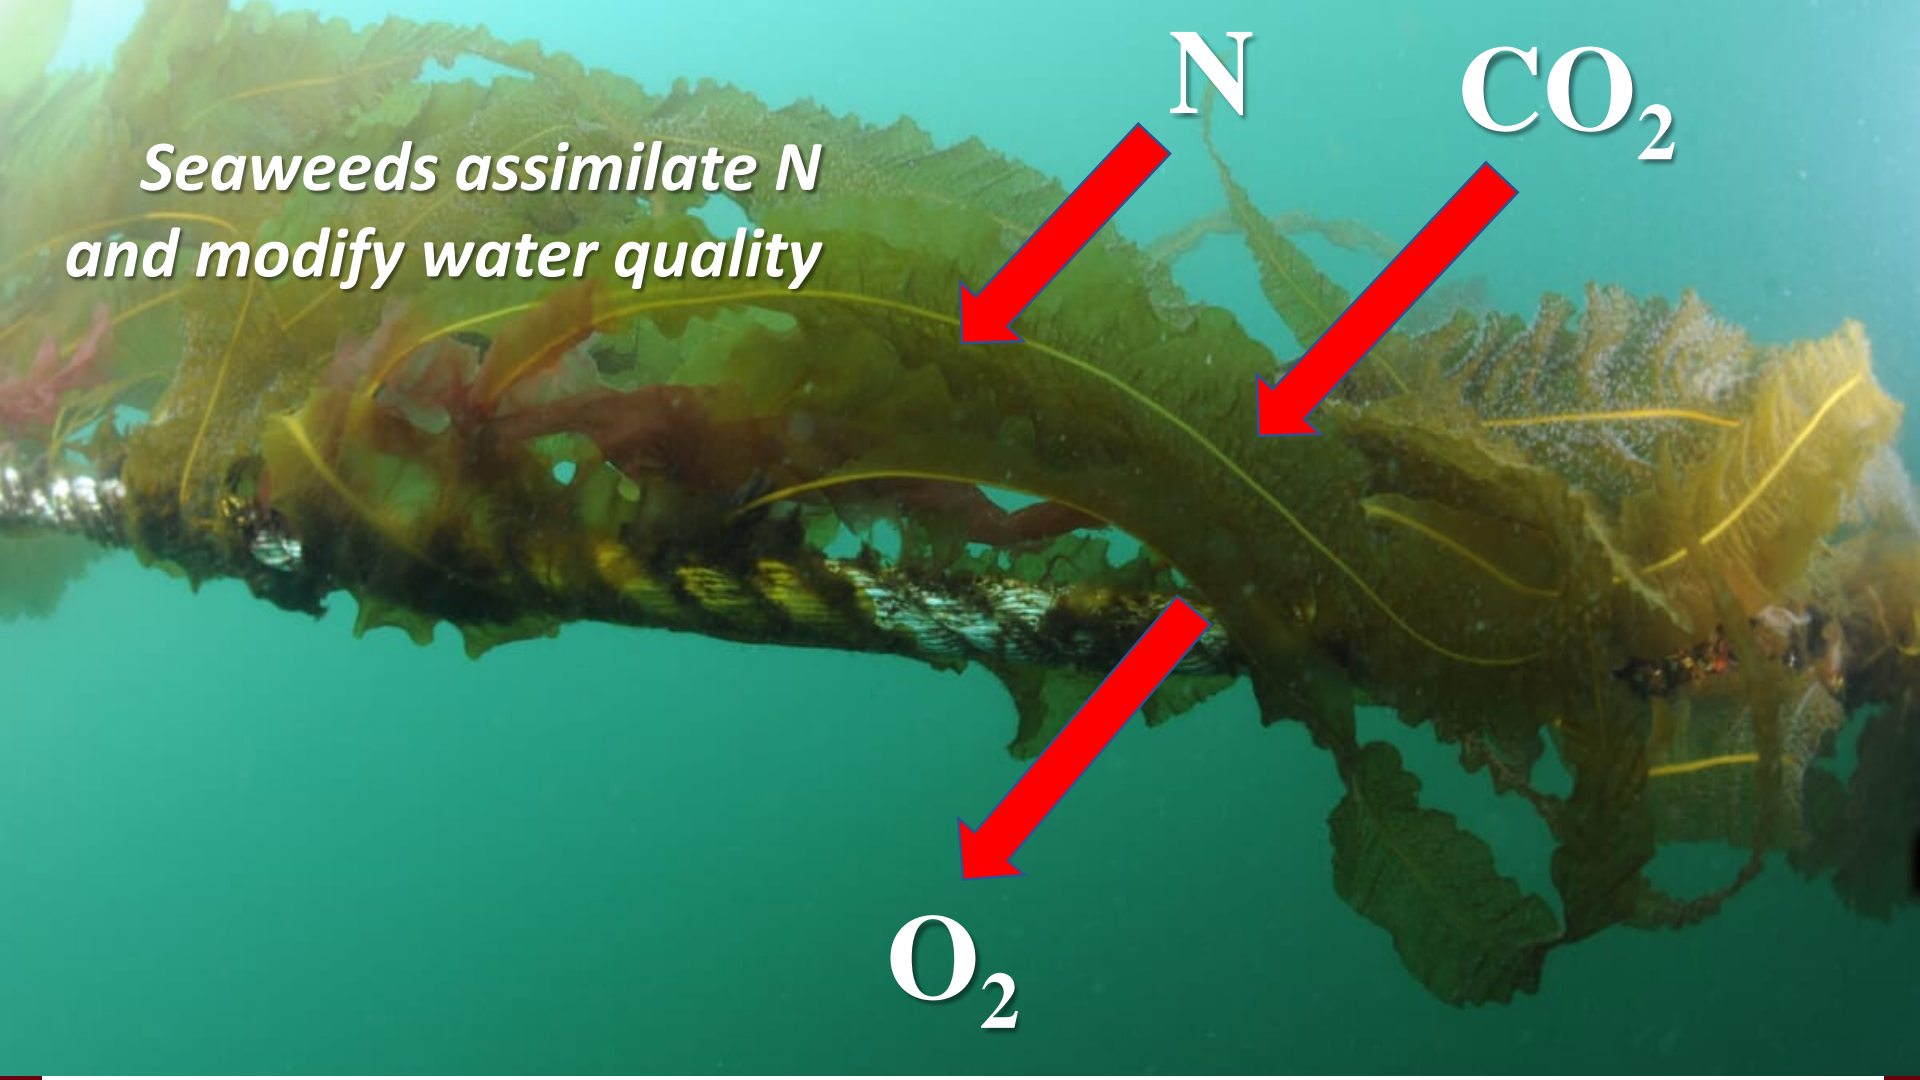 N
CO₂
Seaweeds assimilate N
and modify water quality
O₂